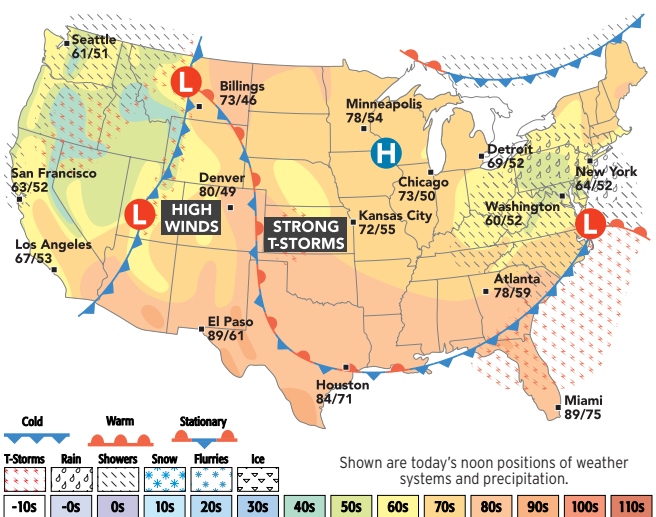 Seattle
61/51
L
Billings
73/46
Minneapolis
78/54
H
Detroit
69/52
New York
64/52
San Francisco
63/52
Denver
80/49
Chicago
73/50
Washington
60/52
L
HIGH
WINDS
STRONG
T-STORMS
Kansas City
72/55
L
Los Angeles
67/53
Atlanta
78/59
El Paso
89/61
Houston
84/71
Miami
89/75
Cold
Warm
Stationary
T-Storms Rain Showers Snow Flurries Ice
Shown are today's noon positions of weather
systems and precipitation.
-10s -0s 0s 10s 20s 30s 40s 50s 60s 70s 80s 90s 100s 110s